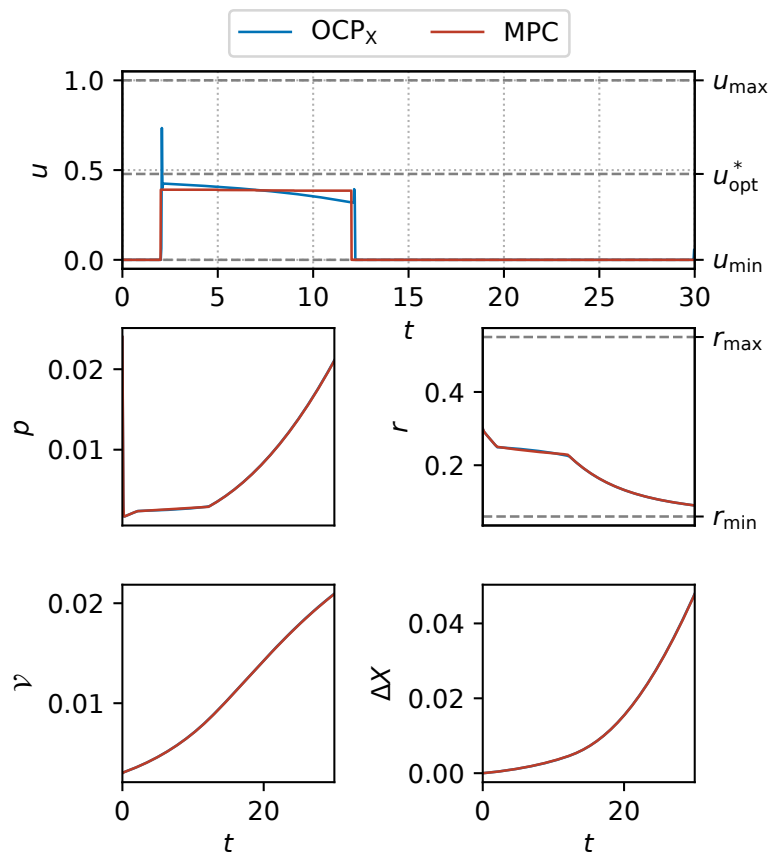 OCP_X MPC
1.0 u_max
u 0.5 u*_opt
0.0 u_min
0 5 10 15 20 25 30
t
0.02 r_max
p 0.01 r 0.4
0.2 r_min
0.02 0.04
𝒱 0.01 ΔX 0.02
0.00
0 20 0 20
t t